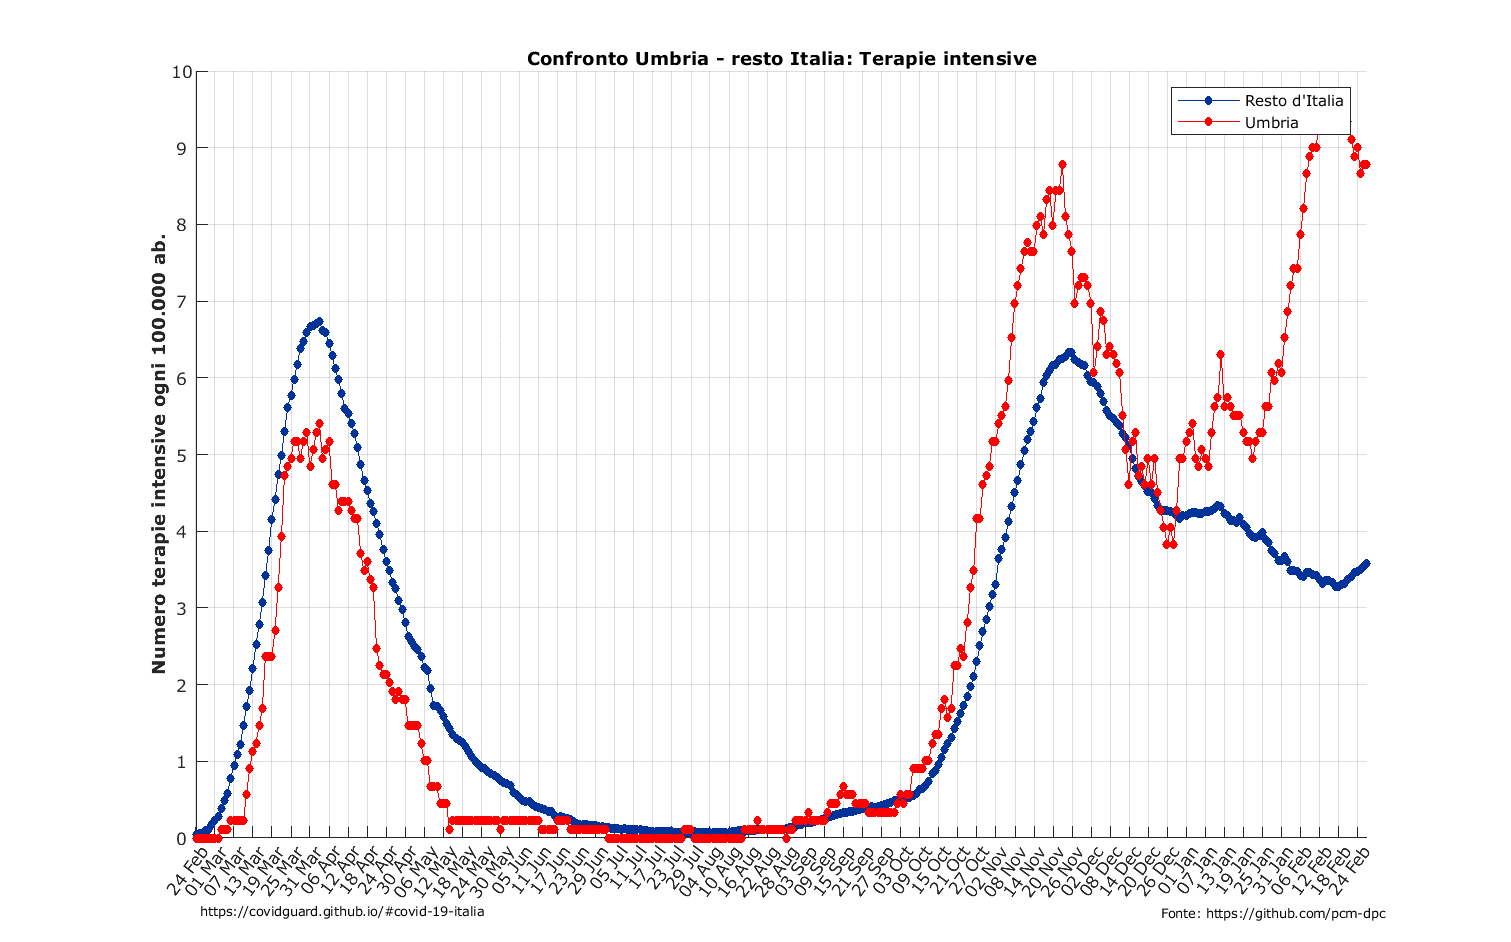 Confronto Umbria - resto Italia: Terapie intensive
Resto d'Italia
Umbria
Numero terapie intensive ogni 100.000 ab.
10
9
8
7
6
5
4
3
2
1
0
24 Feb
01 Mar
07 Mar
13 Mar
19 Mar
25 Mar
31 Mar
06 Apr
12 Apr
18 Apr
24 Apr
30 Apr
06 May
12 May
18 May
24 May
30 May
05 Jun
11 Jun
17 Jun
23 Jun
29 Jun
05 Jul
11 Jul
17 Jul
23 Jul
29 Jul
04 Aug
10 Aug
16 Aug
22 Aug
28 Aug
03 Sep
09 Sep
15 Sep
21 Sep
27 Sep
03 Oct
09 Oct
15 Oct
21 Oct
27 Oct
02 Nov
08 Nov
14 Nov
20 Nov
26 Nov
02 Dec
08 Dec
14 Dec
20 Dec
26 Dec
01 Jan
07 Jan
13 Jan
19 Jan
25 Jan
31 Jan
06 Feb
12 Feb
18 Feb
24 Feb
https://covidguard.github.io/#covid-19-italia
Fonte: https://github.com/pcm-dpc